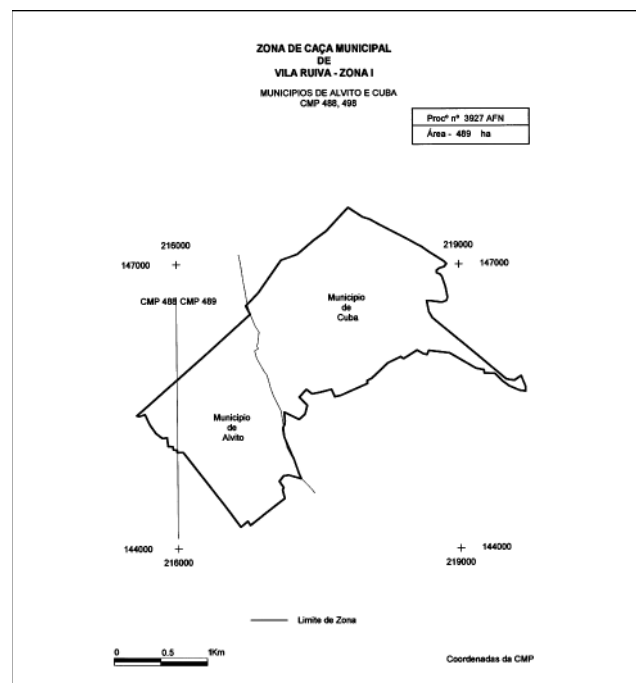 ZONA DE CAÇA MUNICIPAL
DE
VILA RUIVA - ZONA I
MUNICIPIOS DE ALVITO E CUBA
CMP 488, 498
Procº nº 3927 AFN
Área - 489 ha
216000
147000
219000
147000
CMP 488 CMP 489
Municipio
de
Cuba
Municipio
de
Alvito
144000
216000
144000
219000
Limite de Zona
0 0.5 1Km
Coordenadas da CMP